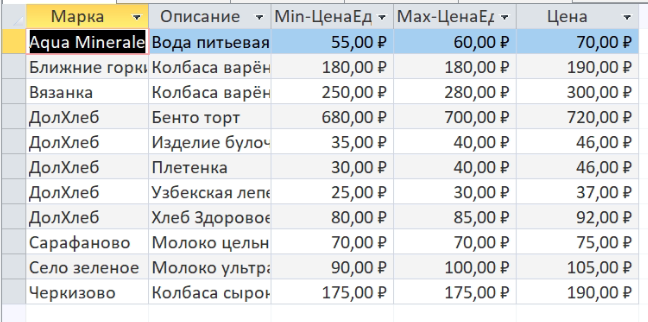 Марка Описание Min-ЦенаЕд Max-ЦенаЕд Цена
Aqua Minerale Вода питьевая 55,00 ₽ 60,00 ₽ 70,00 ₽
Ближние горки Колбаса варён 180,00 ₽ 180,00 ₽ 190,00 ₽
Вязанка Колбаса варён 250,00 ₽ 280,00 ₽ 300,00 ₽
ДолХлеб Бенто торт 680,00 ₽ 700,00 ₽ 720,00 ₽
ДолХлеб Изделие булоч 35,00 ₽ 40,00 ₽ 46,00 ₽
ДолХлеб Плетенка 30,00 ₽ 40,00 ₽ 46,00 ₽
ДолХлеб Узбекская лепе 25,00 ₽ 30,00 ₽ 37,00 ₽
ДолХлеб Хлеб Здоровое 80,00 ₽ 85,00 ₽ 92,00 ₽
Сарафаново Молоко цельн 70,00 ₽ 70,00 ₽ 75,00 ₽
Село зеленое Молоко ультра 90,00 ₽ 100,00 ₽ 105,00 ₽
Черкизово Колбаса сырок 175,00 ₽ 175,00 ₽ 190,00 ₽